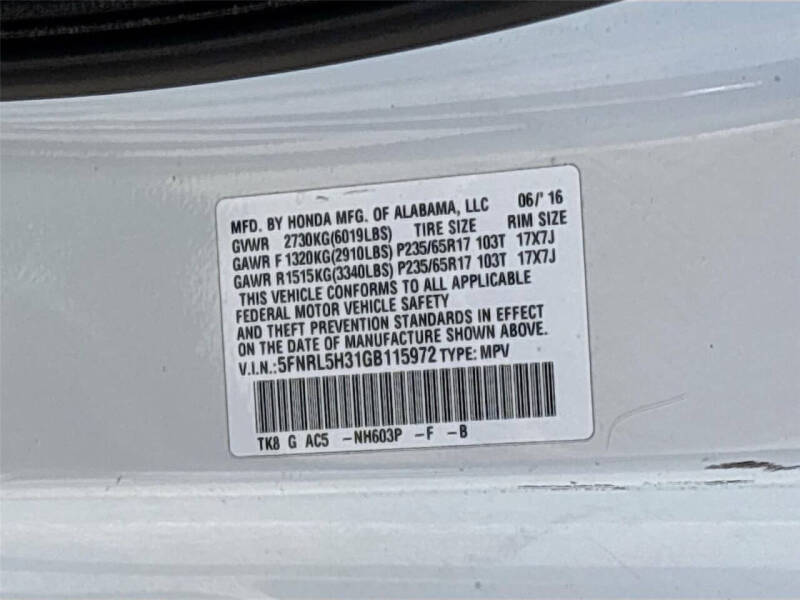 MFD. BY HONDA MFG. OF ALABAMA, LLC 06/'16
GVWR 2730KG(6019LBS) TIRE SIZE RIM SIZE
GAWR F 1320KG(2910LBS) P235/65R17 103T 17X7J
GAWR R1515KG(3340LBS) P235/65R17 103T 17X7J
THIS VEHICLE CONFORMS TO ALL APPLICABLE
FEDERAL MOTOR VEHICLE SAFETY
AND THEFT PREVENTION STANDARDS IN EFFECT
ON THE DATE OF MANUFACTURE SHOWN ABOVE.
V.I.N.:5FNRL5H31GB115972 TYPE: MPV
TK8 G AC5 -NH603P -F -B